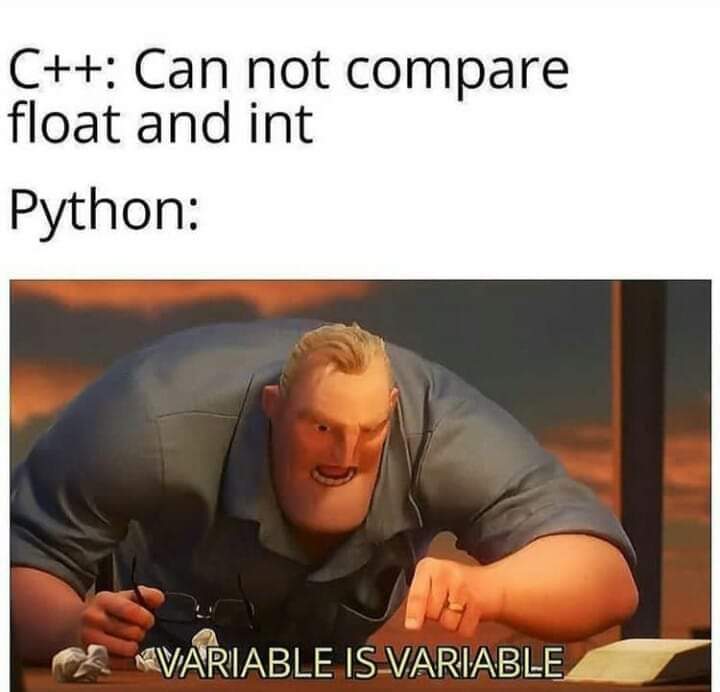 C++: Can not compare
float and int
Python:
VARIABLE IS VARIABLE